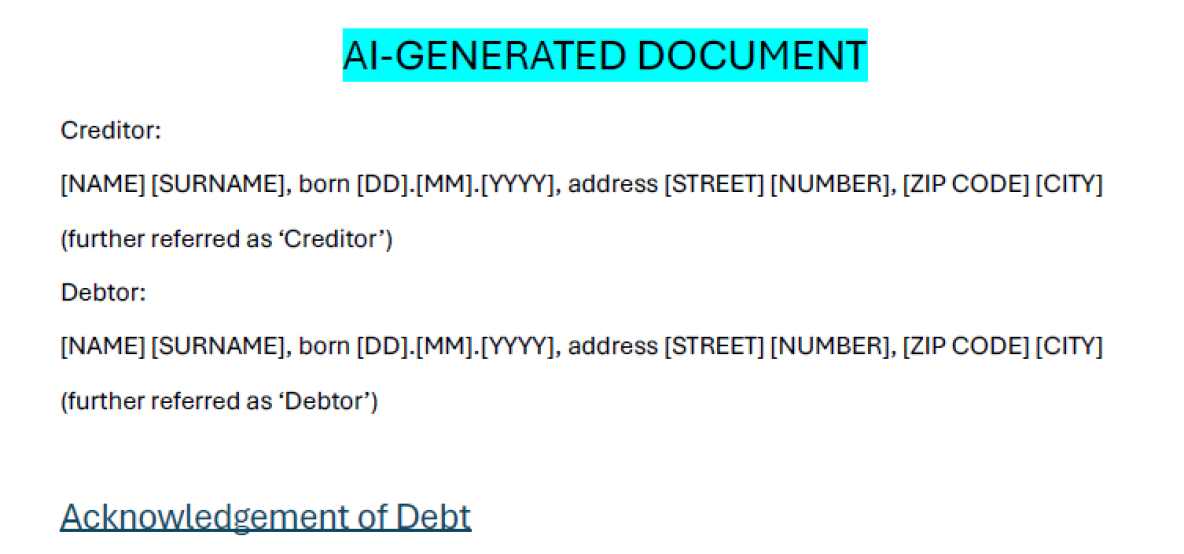 AI-GENERATED DOCUMENT
Creditor:
[NAME] [SURNAME], born [DD].[MM].[YYYY], address [STREET] [NUMBER], [ZIP CODE] [CITY]
(further referred as ‘Creditor’)
Debtor:
[NAME] [SURNAME], born [DD].[MM].[YYYY], address [STREET] [NUMBER], [ZIP CODE] [CITY]
(further referred as ‘Debtor’)
Acknowledgement of Debt